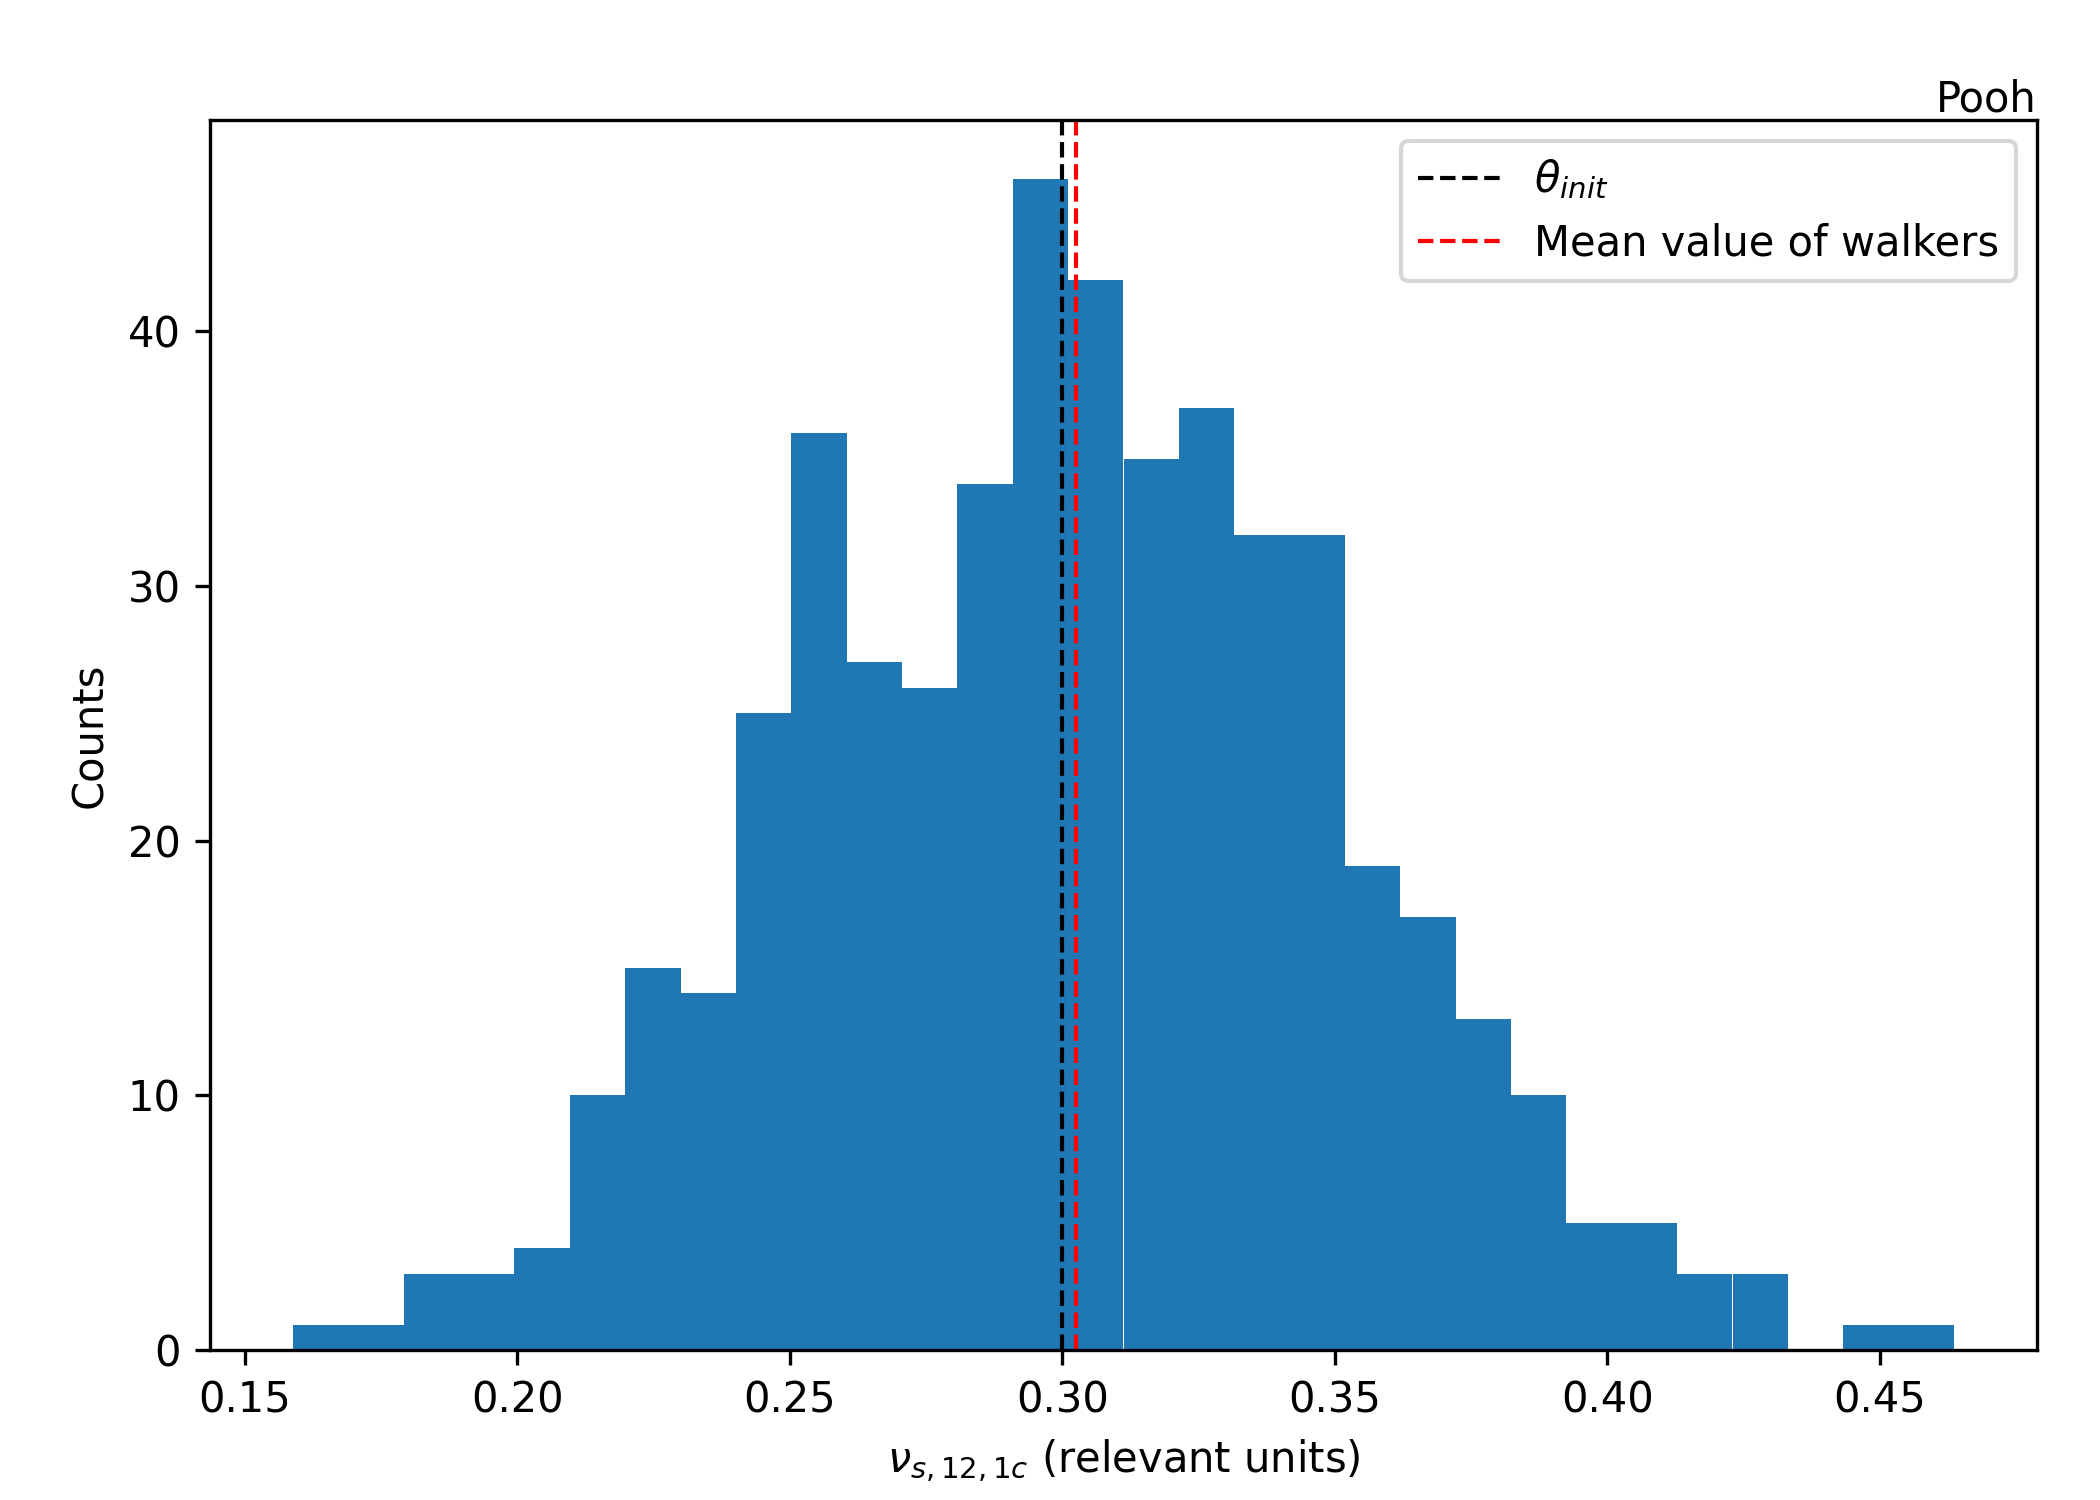 Pooh
θ_init
Mean value of walkers
40
30
20
10
0
Counts
0.15 0.20 0.25 0.30 0.35 0.40 0.45
ν_s,12,1c (relevant units)